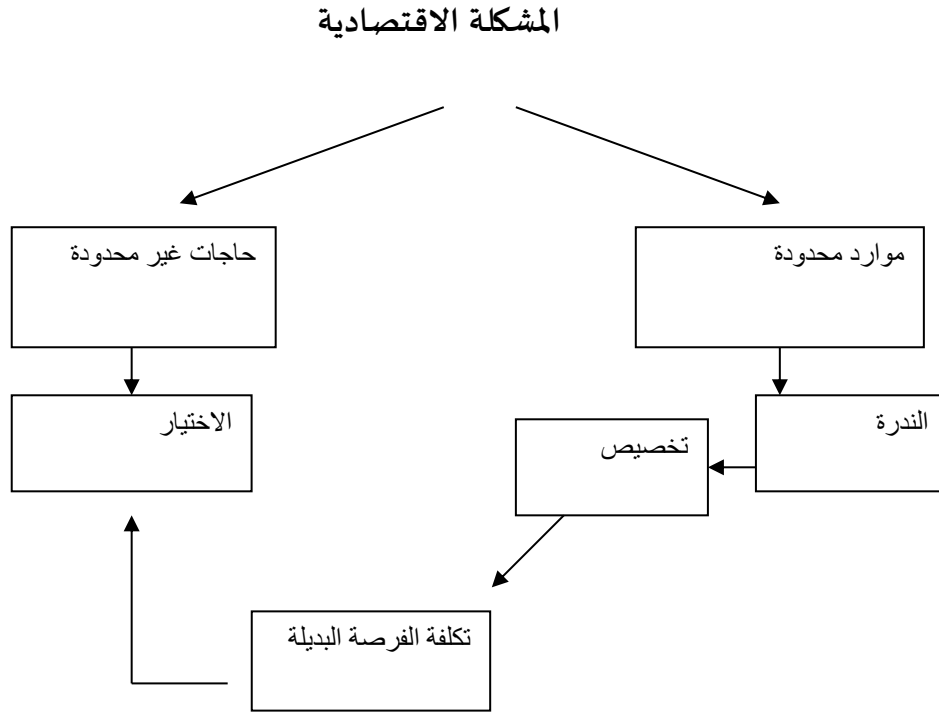 المشكلة الاقتصادية
موارد محدودة
حاجات غير محدودة
الندرة
تخصيص
الاختيار
تكلفة الفرصة البديلة